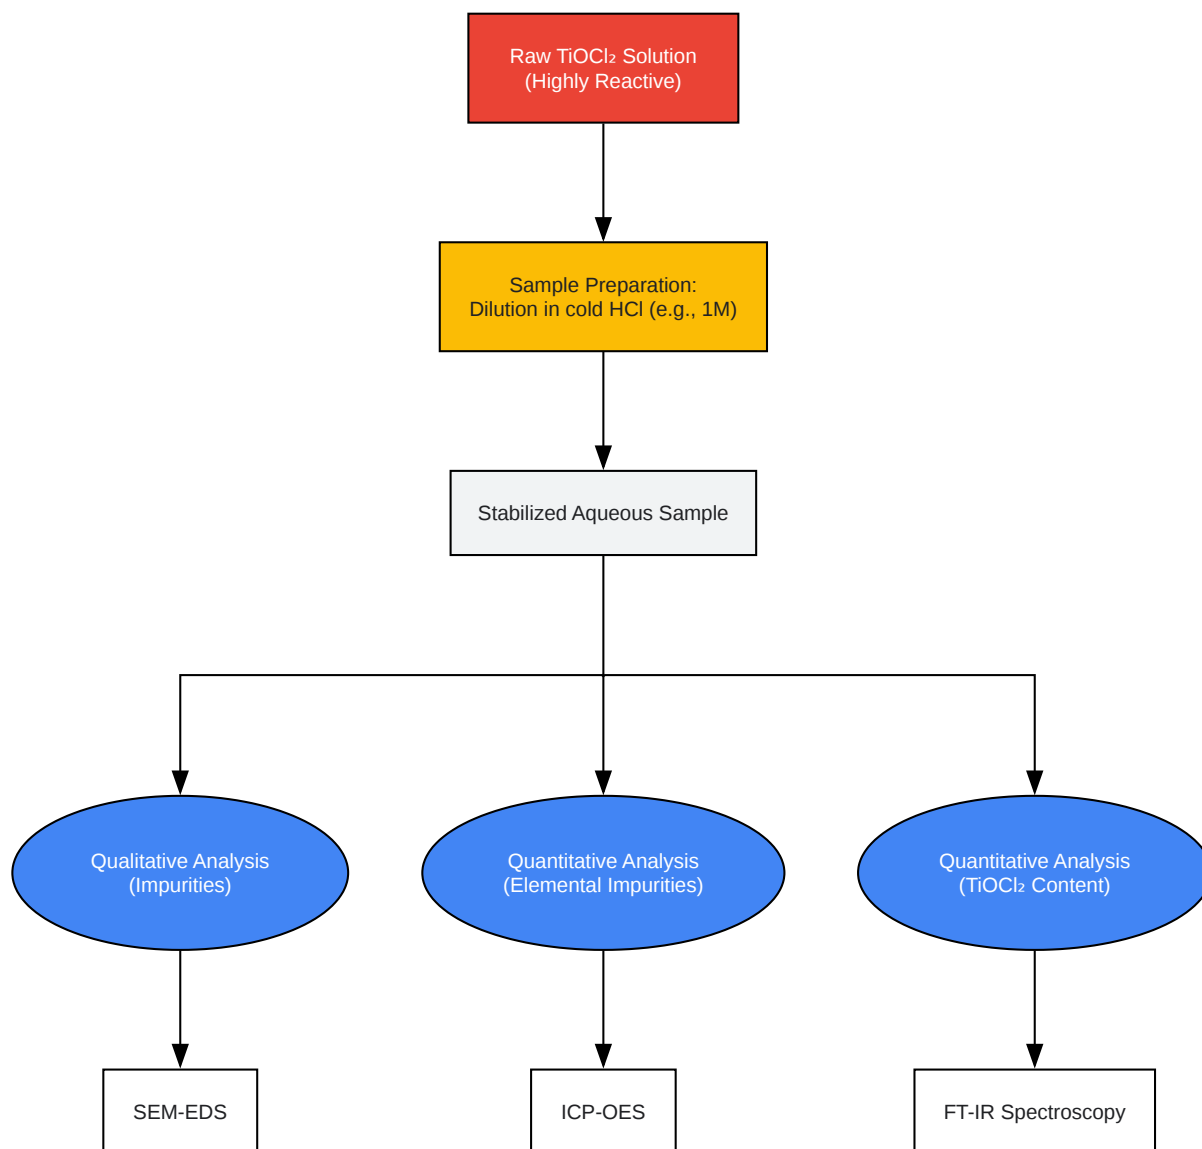 Raw TiOCl₂ Solution
(Highly Reactive)
Sample Preparation:
Dilution in cold HCl (e.g., 1M)
Stabilized Aqueous Sample
Qualitative Analysis
(Impurities)
Quantitative Analysis
(Elemental Impurities)
Quantitative Analysis
(TiOCl₂ Content)
SEM-EDS
ICP-OES
FT-IR Spectroscopy